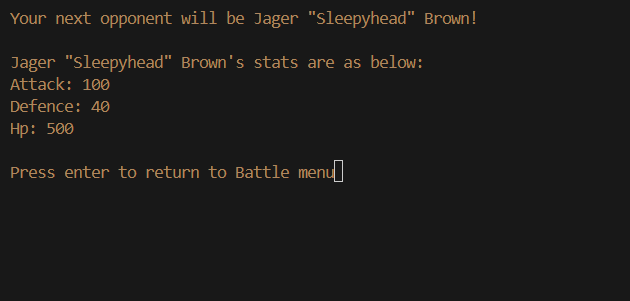 Your next opponent will be Jager "Sleepyhead" Brown!
Jager "Sleepyhead" Brown's stats are as below:
Attack: 100
Defence: 40
Hp: 500
Press enter to return to Battle menu